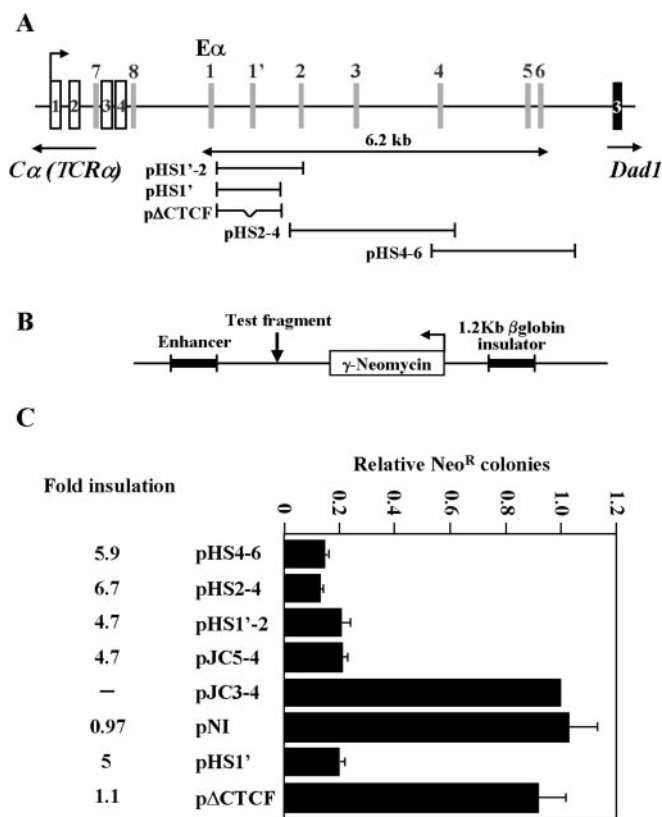 A
Eα
7 8 1 1' 2 3 4 5 6
1 2 3 4 3
6.2 kb
Cα (TCRα)
Dad1
pHS1'-2
pHS1'
pΔCTCF
pHS2-4
pHS4-6
B
Enhancer
Test fragment
1.2Kb βglobin
insulator
γ-Neomycin
C
Relative Neo^R colonies
Fold insulation
0 0.2 0.4 0.6 0.8 1.0 1.2
5.9 pHS4-6
6.7 pHS2-4
4.7 pHS1'-2
4.7 pJC5-4
– pJC3-4
0.97 pNI
5 pHS1'
1.1 pΔCTCF